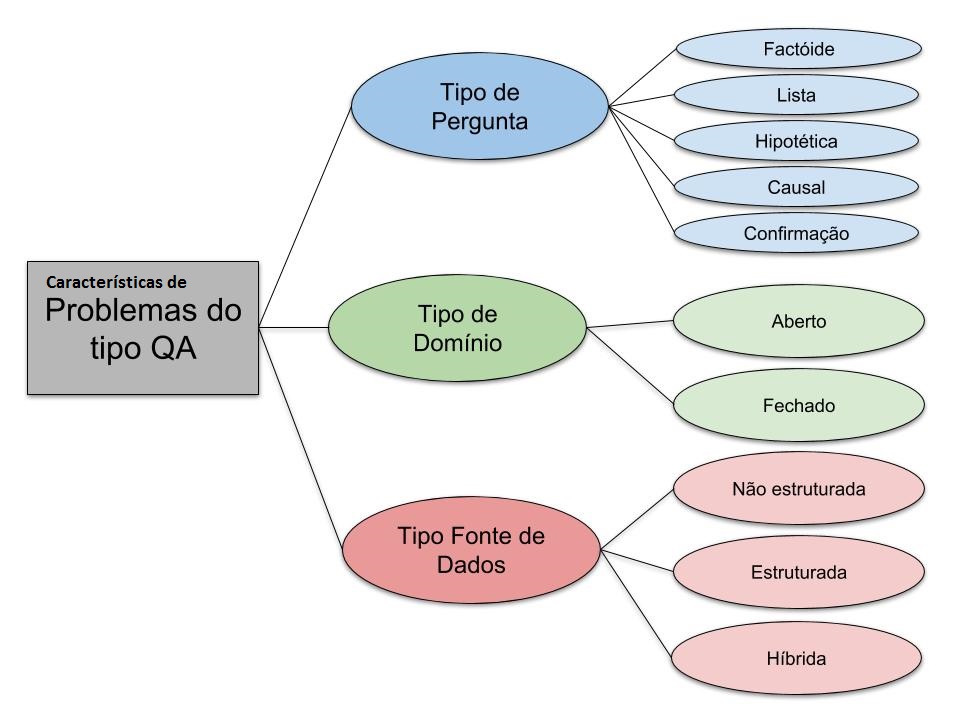 Características de
Problemas do
tipo QA
Tipo de
Pergunta
Factóide
Lista
Hipotética
Causal
Confirmação
Tipo de
Domínio
Aberto
Fechado
Tipo Fonte de
Dados
Não estruturada
Estruturada
Híbrida